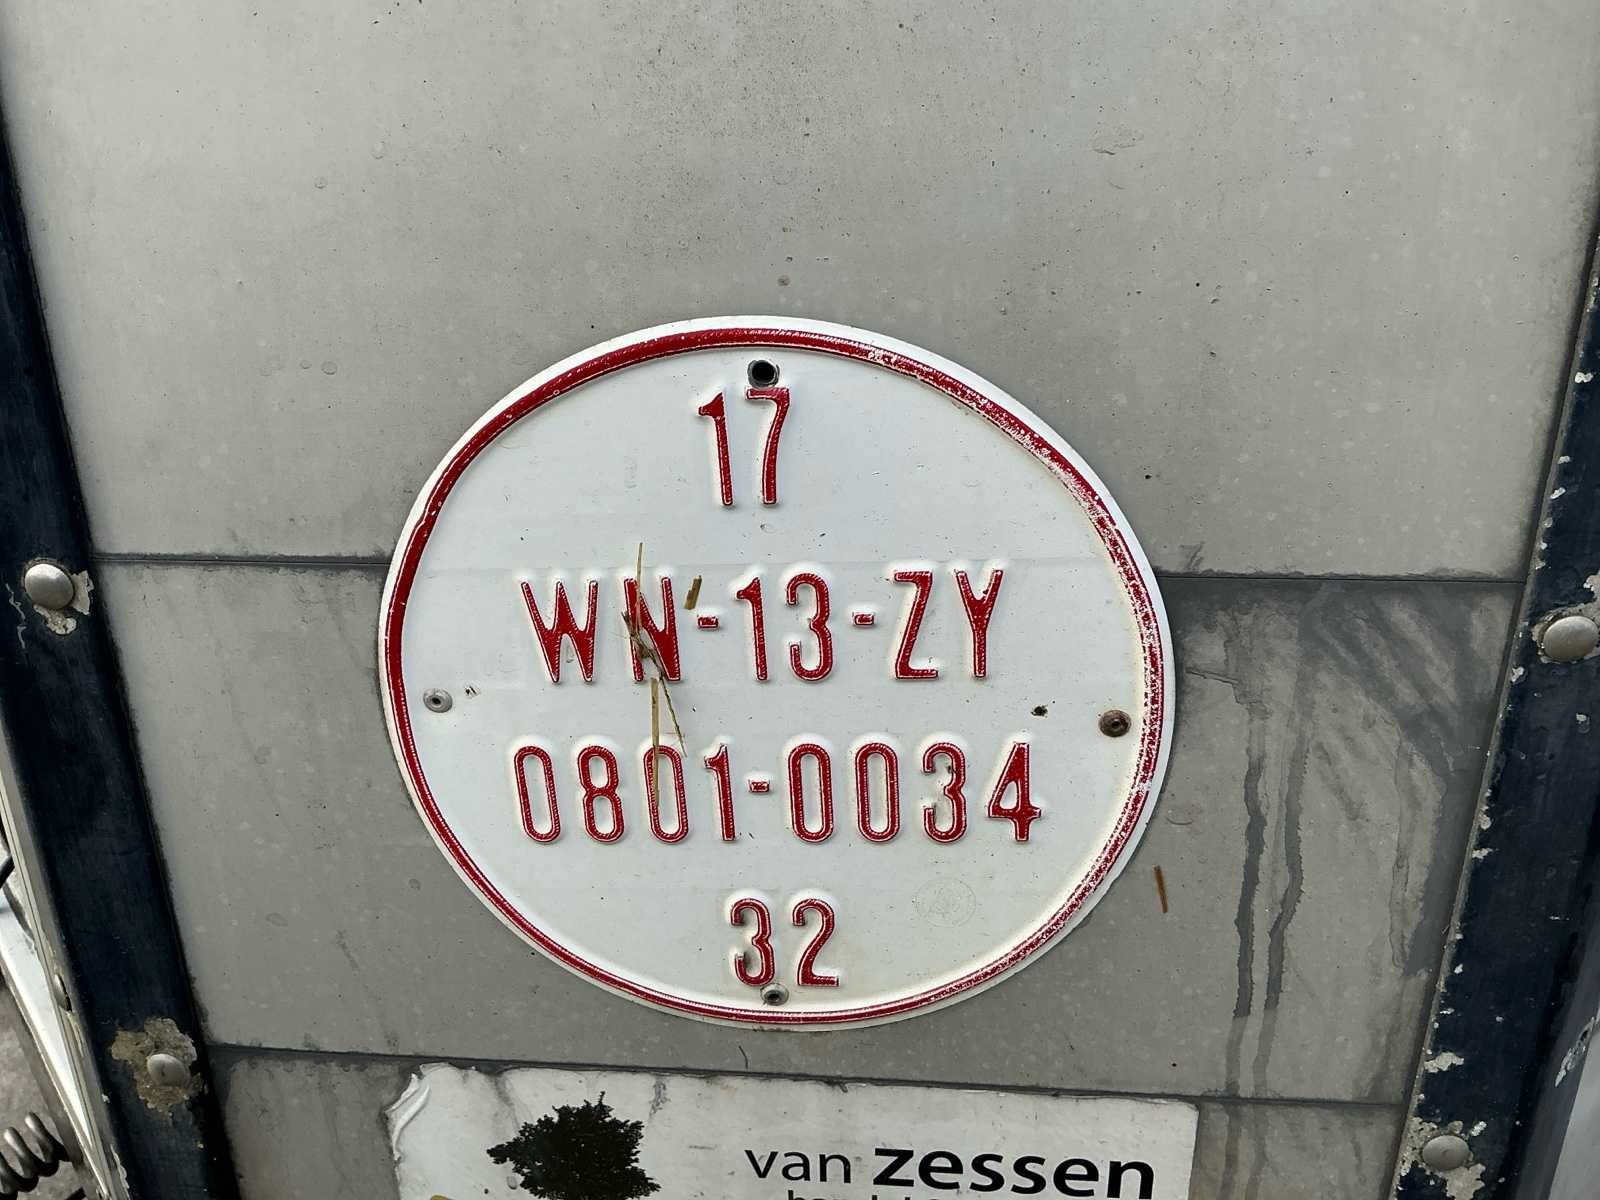 17
WN-13-ZY
0801-0034
32
van zessen